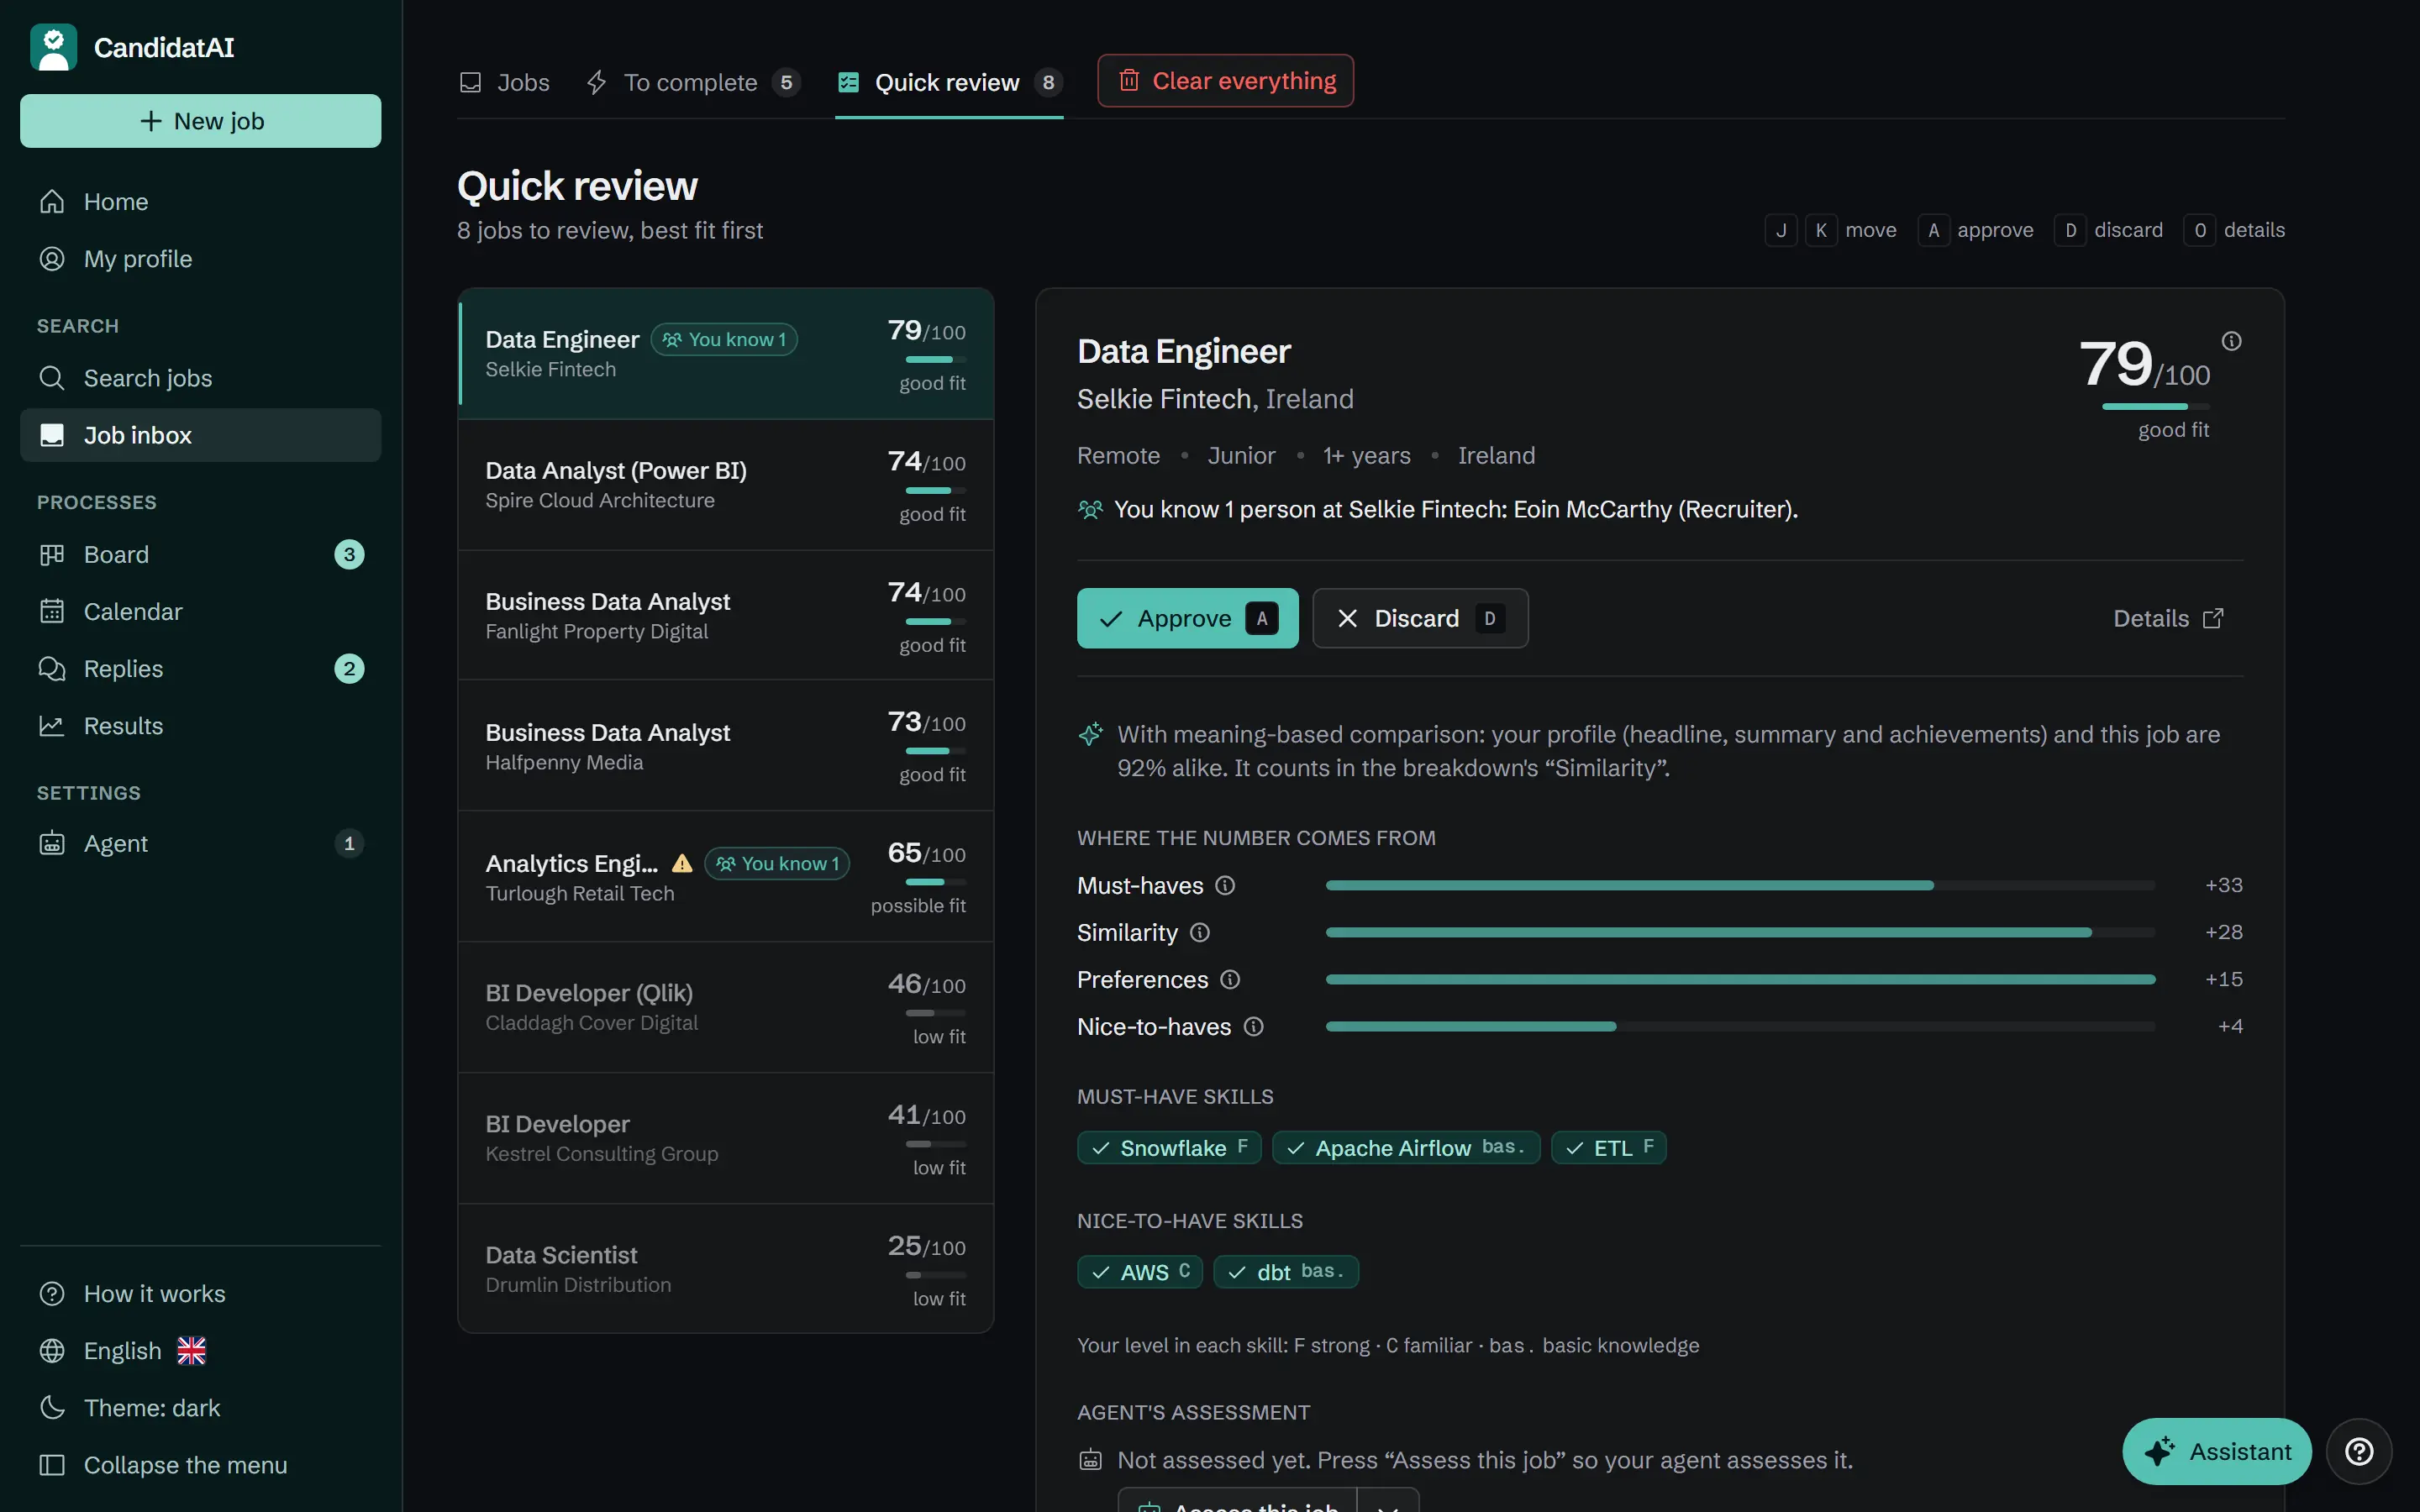 CandidatAI
New job
Home
My profile
SEARCH
Search jobs
Job inbox
PROCESSES
Board 3
Calendar
Replies 2
Results
SETTINGS
Agent 1
How it works
English
Theme: dark
Collapse the menu
Jobs To complete 5 Quick review 8 Clear everything
Quick review
8 jobs to review, best fit first
J K move A approve D discard O details
Data Engineer You know 1 79/100
Selkie Fintech
good fit
Data Analyst (Power BI) 74/100
Spire Cloud Architecture
good fit
Business Data Analyst 74/100
Fanlight Property Digital
good fit
Business Data Analyst 73/100
Halfpenny Media
good fit
Analytics Engi... You know 1 65/100
Turlough Retail Tech
possible fit
BI Developer (Qlik) 46/100
Claddagh Cover Digital
low fit
BI Developer 41/100
Kestrel Consulting Group
low fit
Data Scientist 25/100
Drumlin Distribution
low fit
Data Engineer 79/100
Selkie Fintech, Ireland
good fit
Remote • Junior • 1+ years • Ireland
You know 1 person at Selkie Fintech: Eoin McCarthy (Recruiter).
Approve A Discard D Details
With meaning-based comparison: your profile (headline, summary and achievements) and this job are
92% alike. It counts in the breakdown's “Similarity”.
WHERE THE NUMBER COMES FROM
Must-haves +33
Similarity +28
Preferences +15
Nice-to-haves +4
MUST-HAVE SKILLS
Snowflake F Apache Airflow bas. ETL F
NICE-TO-HAVE SKILLS
AWS C dbt bas.
Your level in each skill: F strong · C familiar · bas. basic knowledge
AGENT'S ASSESSMENT
Not assessed yet. Press “Assess this job” so your agent assesses it.
Assess this job
Assistant